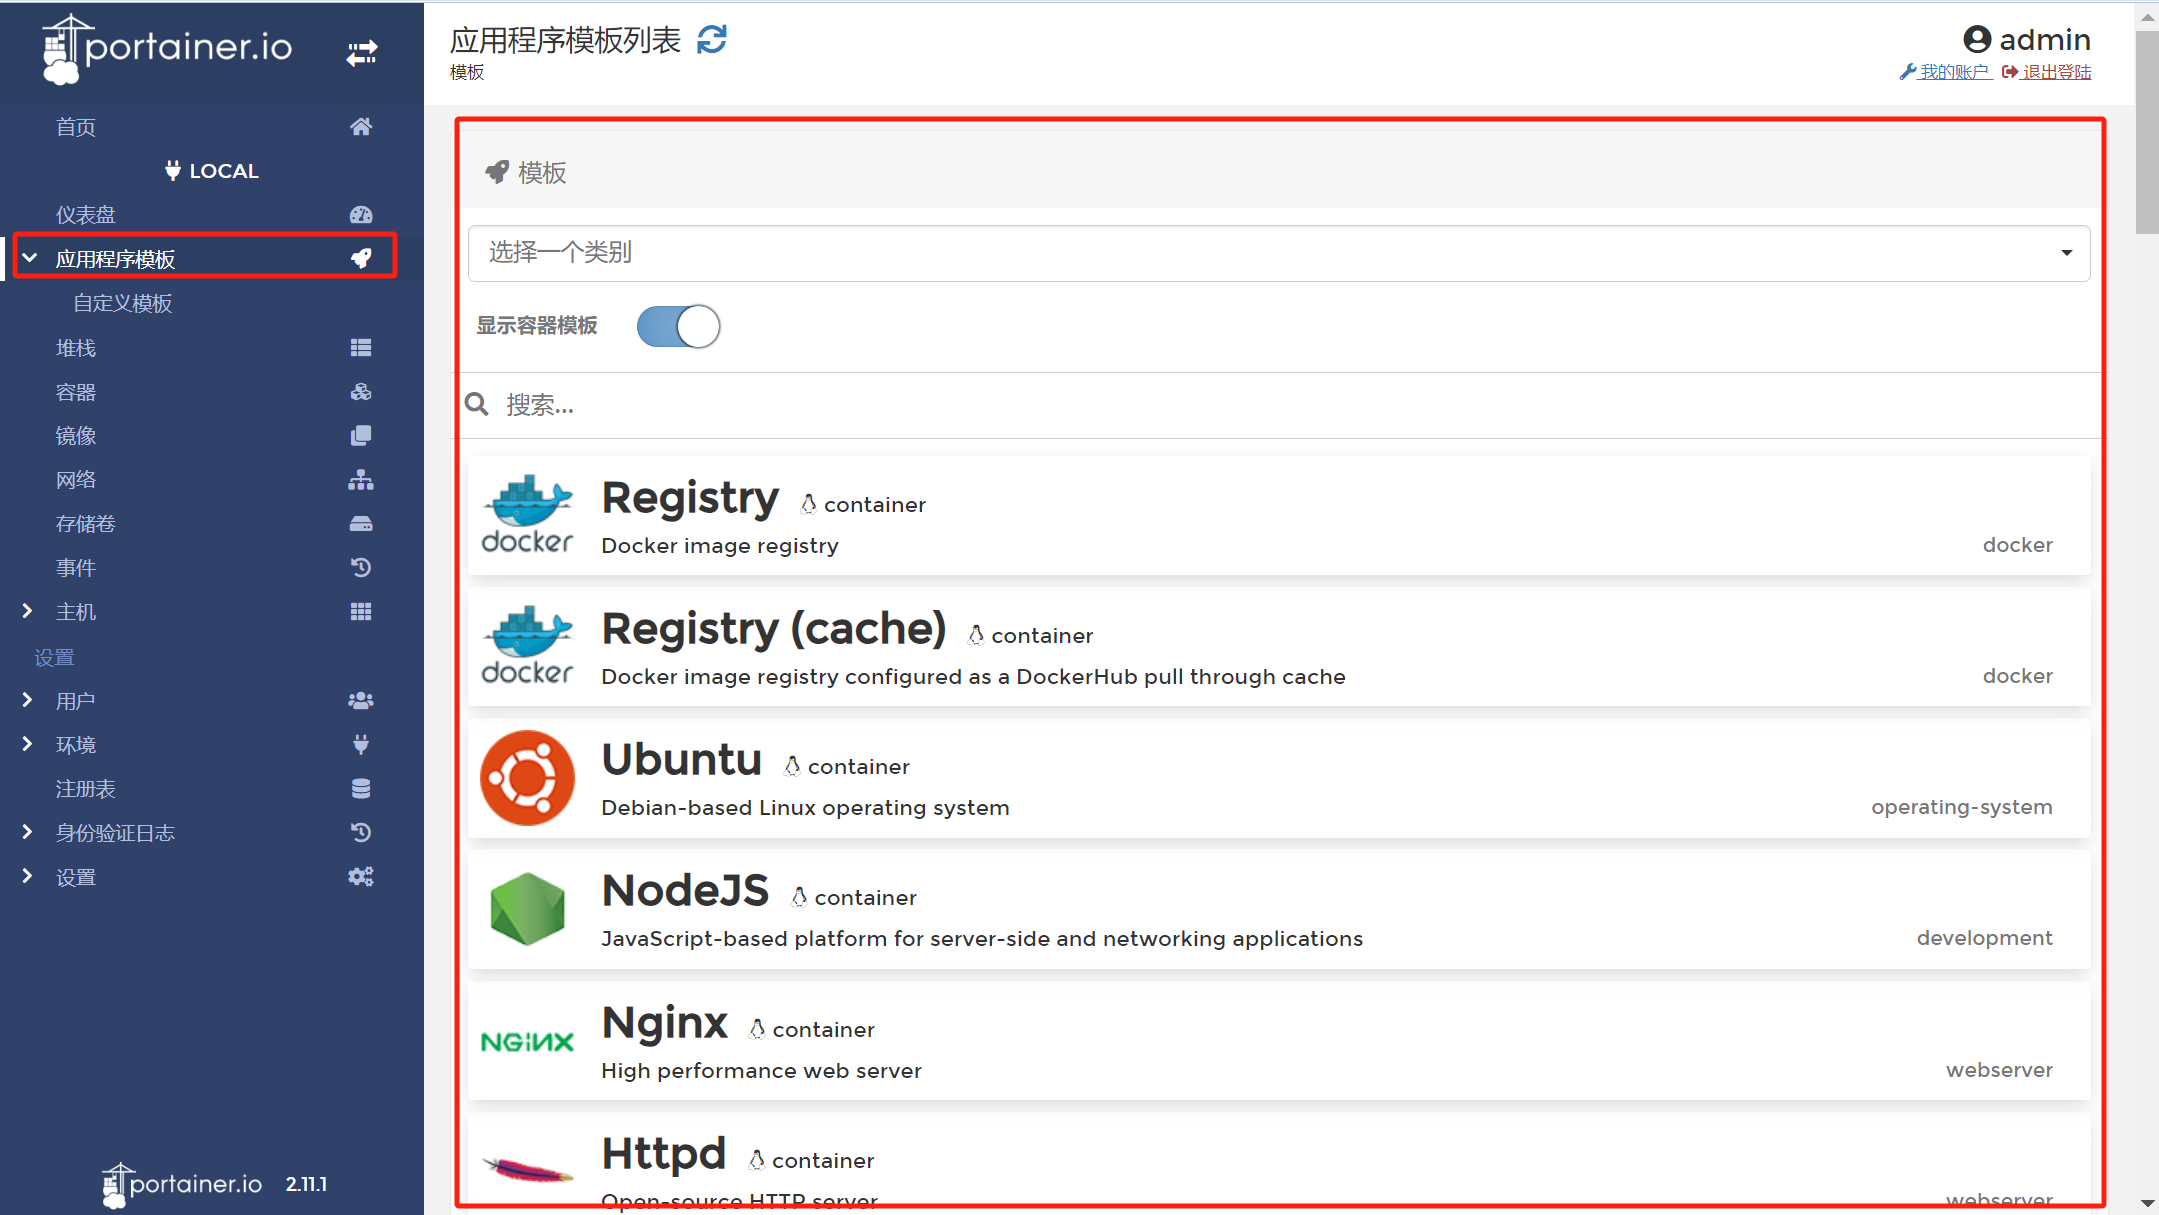 portainer.io
首页
LOCAL
仪表盘
应用程序模板
自定义模板
堆栈
容器
镜像
网络
存储卷
事件
主机
设置
用户
环境
注册表
身份验证日志
设置
portainer.io 2.11.1
应用程序模板列表
模板
admin
我的账户 退出登陆
模板
选择一个类别
显示容器模板
搜索...
docker
Registry container
Docker image registry
docker
docker
Registry (cache) container
Docker image registry configured as a DockerHub pull through cache
docker
Ubuntu container
Debian-based Linux operating system
operating-system
NodeJS container
JavaScript-based platform for server-side and networking applications
development
NGINX
Nginx container
High performance web server
webserver
Httpd container
Open-source HTTP server
webserver